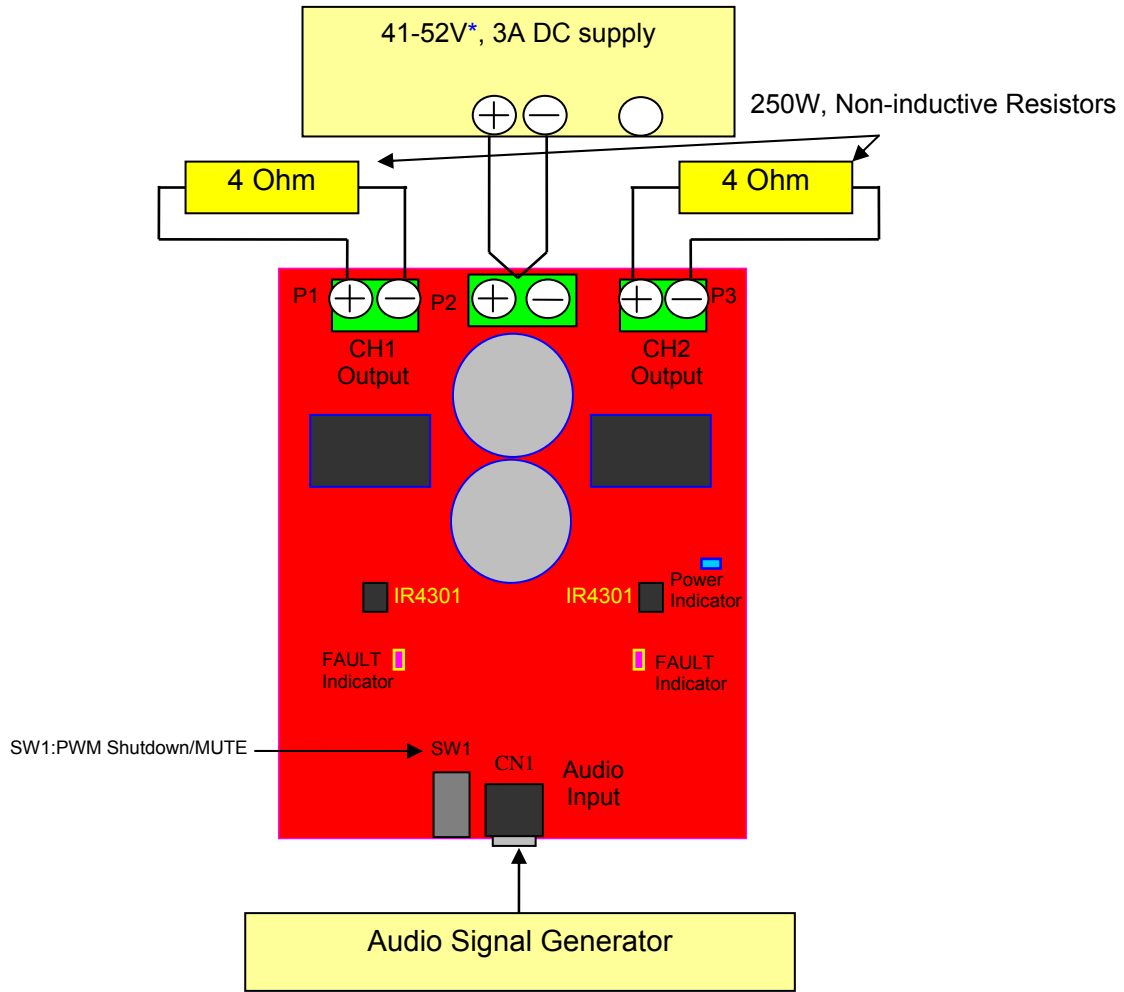 41-52V*, 3A DC supply
250W, Non-inductive Resistors
4 Ohm
4 Ohm
P1
P2
P3
CH1
Output
CH2
Output
IR4301
IR4301
Power
Indicator
FAULT
Indicator
FAULT
Indicator
SW1:PWM Shutdown/MUTE
SW1
CN1
Audio
Input
Audio Signal Generator